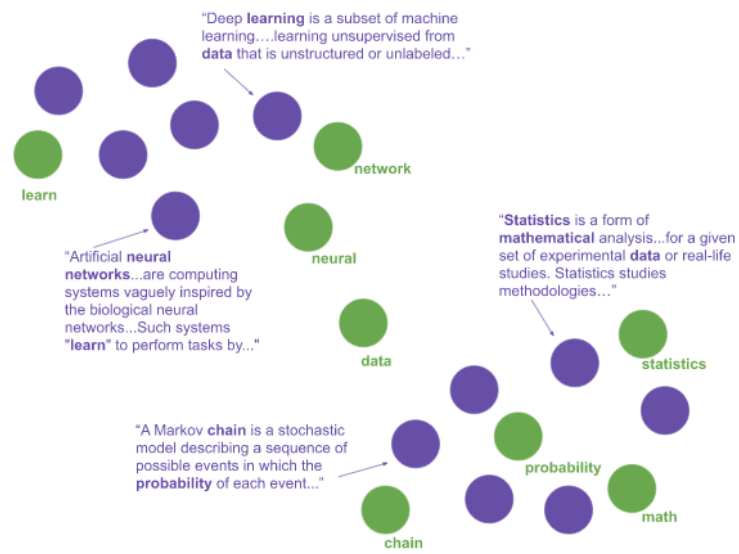 “Deep learning is a subset of machine
learning….learning unsupervised from
data that is unstructured or unlabeled…”
network
learn
“Statistics is a form of
mathematical analysis...for a given
set of experimental data or real-life
studies. Statistics studies
methodologies…”
“Artificial neural
networks...are computing
systems vaguely inspired by
the biological neural
networks...Such systems
"learn" to perform tasks by..."
neural
data
statistics
“A Markov chain is a stochastic
model describing a sequence of
possible events in which the
probability of each event...”
probability
math
chain